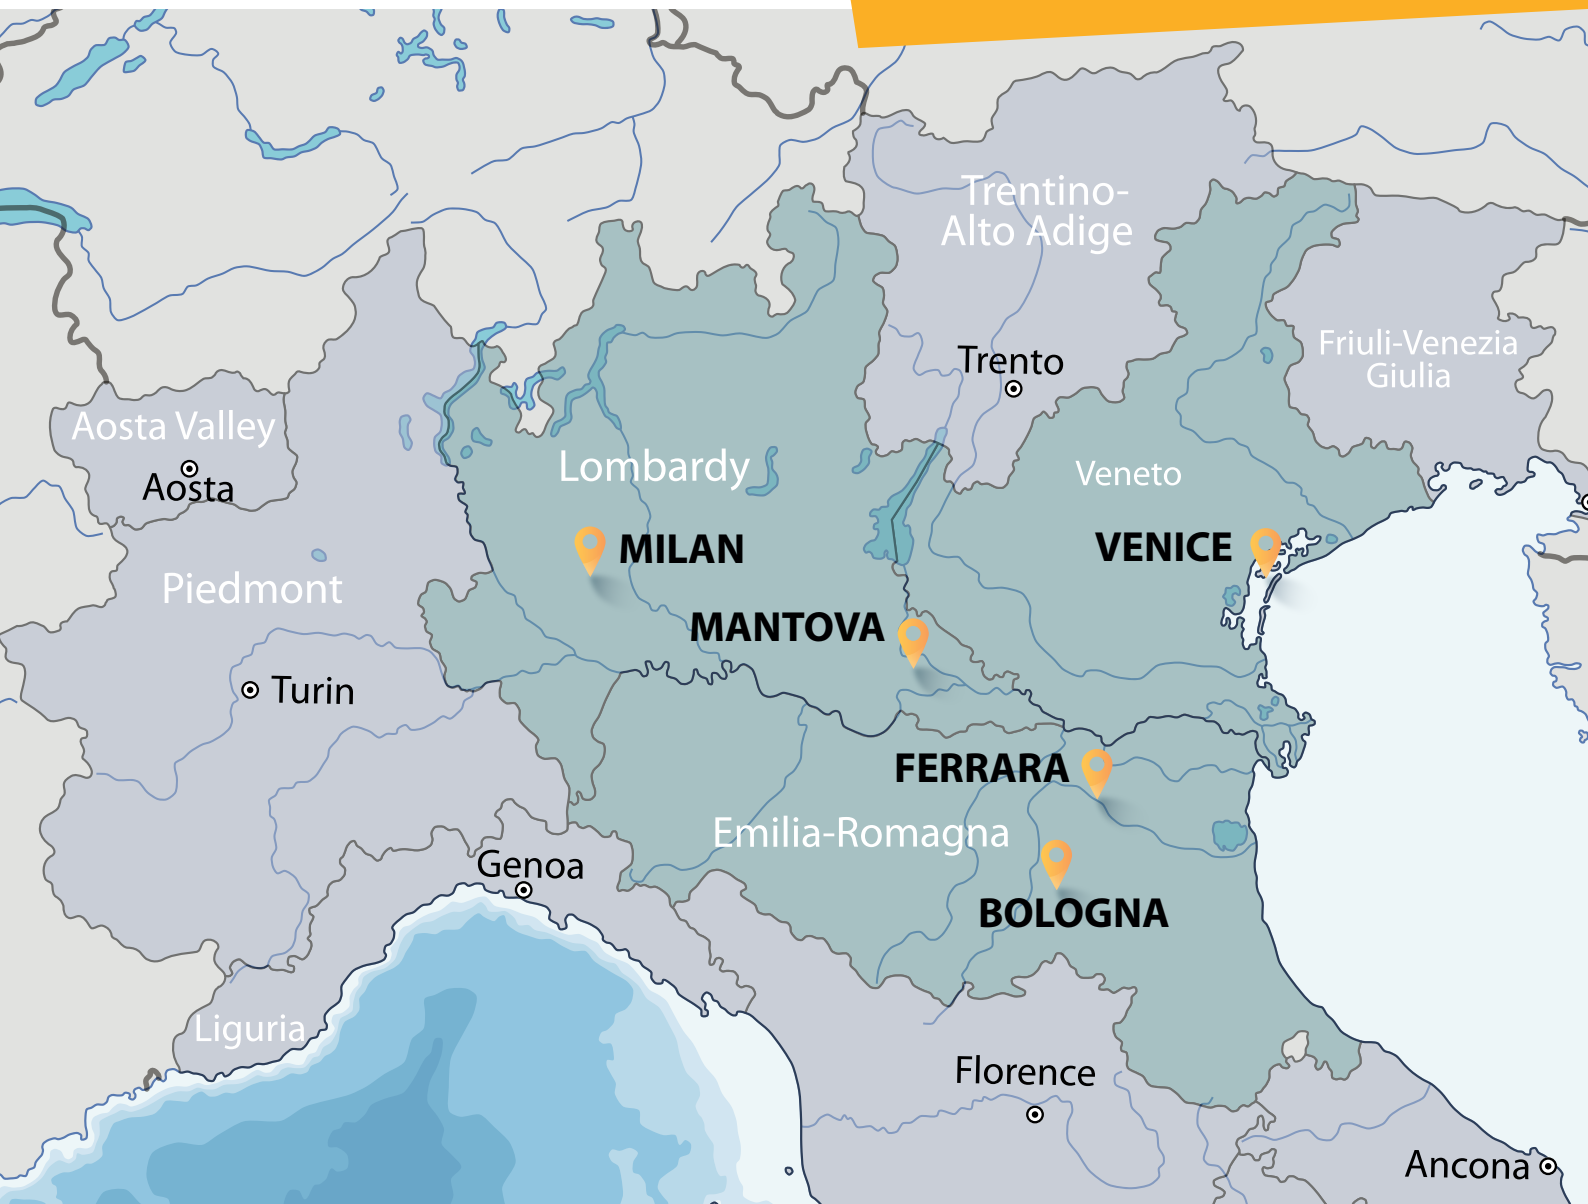 Trentino-
Alto Adige
Friuli-Venezia
Giulia
Trento
Aosta Valley
Aosta
Lombardy
Veneto
MILAN
VENICE
Piedmont
MANTOVA
Turin
FERRARA
Emilia-Romagna
Genoa
BOLOGNA
Liguria
Florence
Ancona